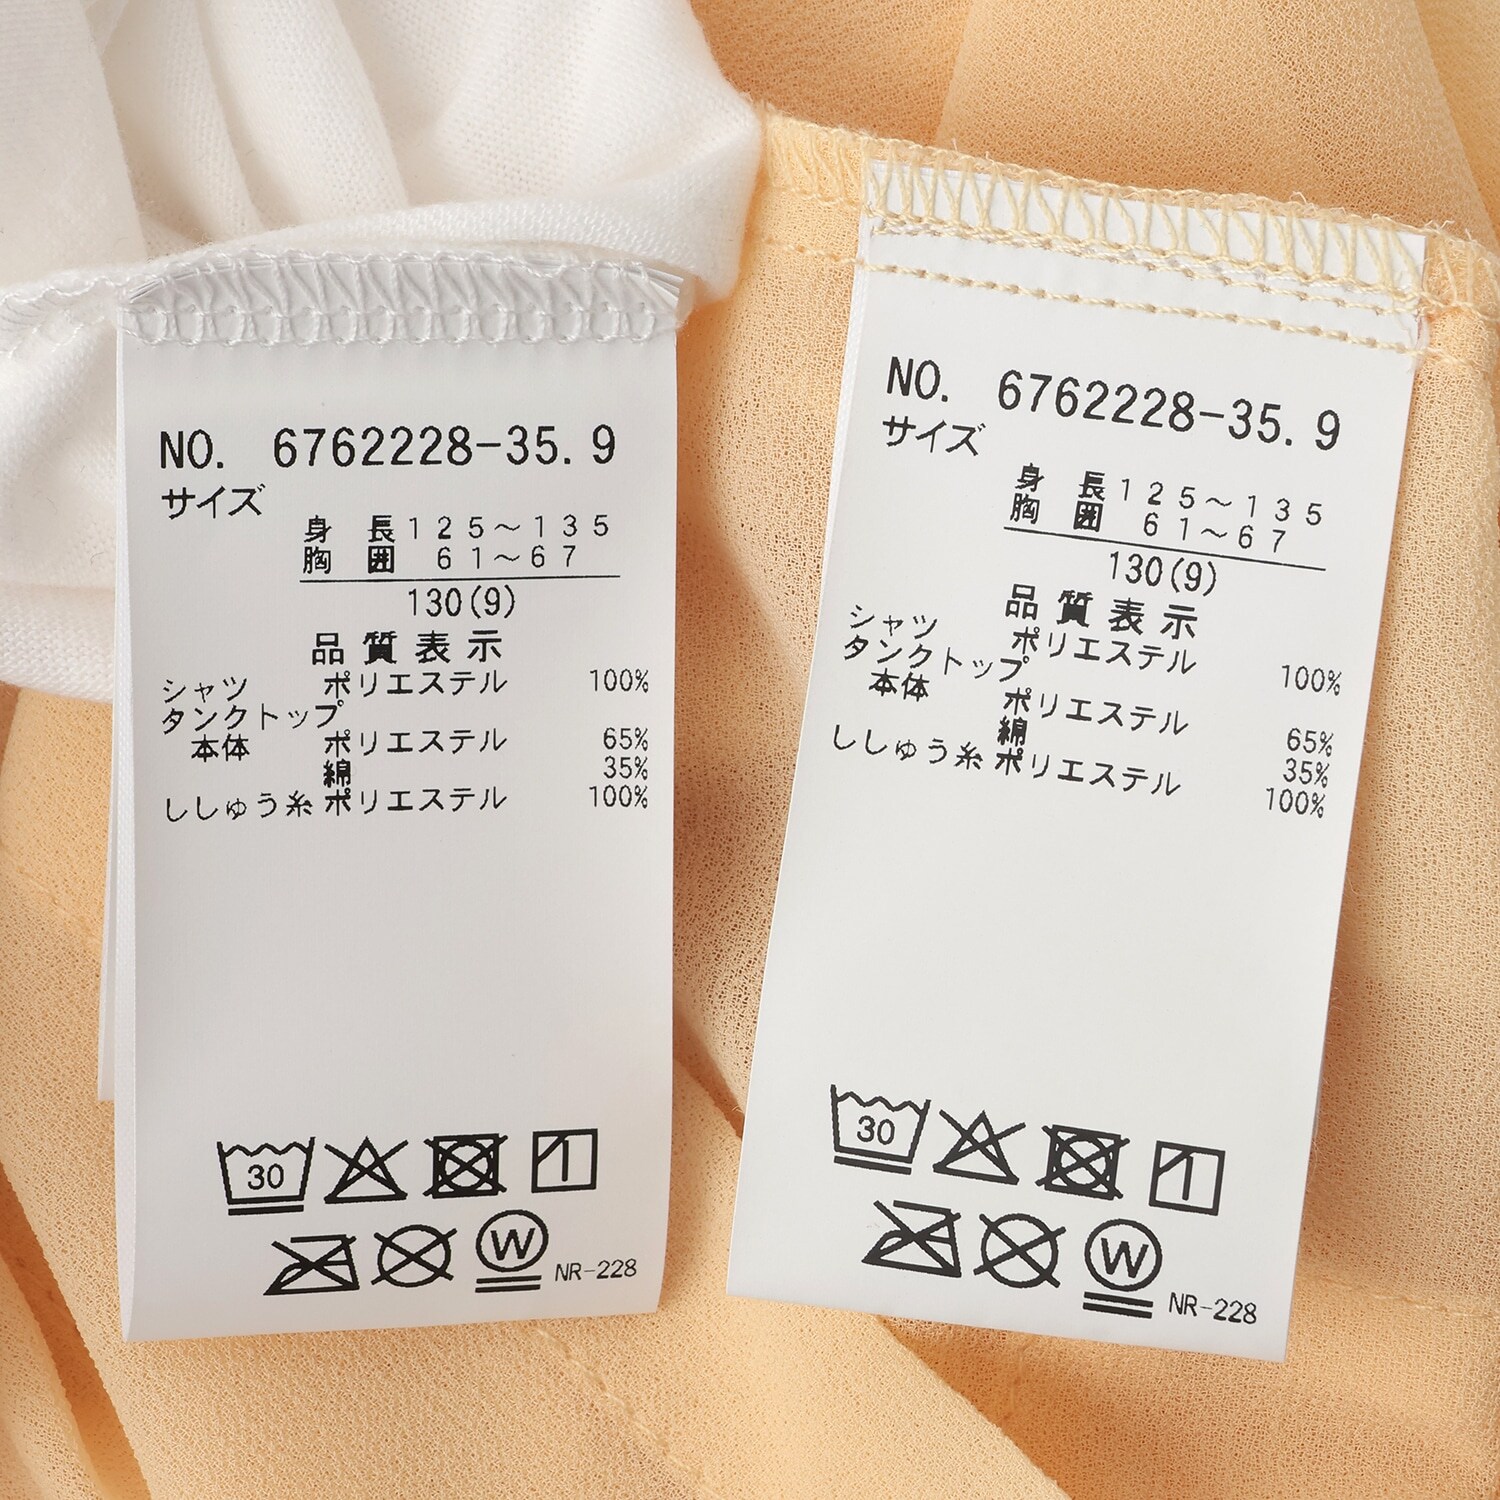 NO. 6762228-35. 9
サイズ
身 長 125〜135
胸 囲 61〜67
130(9)
品質表示
シャツ ポリエステル 100%
タンクトップ
本体 ポリエステル 65%
綿 35%
ししゅう糸 ポリエステル 100%
30
W NR-228
NO. 6762228-35. 9
サイズ
身 長 125〜135
胸 囲 61〜67
130(9)
品質表示
シャツ ポリエステル 100%
タンクトップ
本体 ポリエステル 65%
綿 35%
ししゅう糸 ポリエステル 100%
30
W NR-228